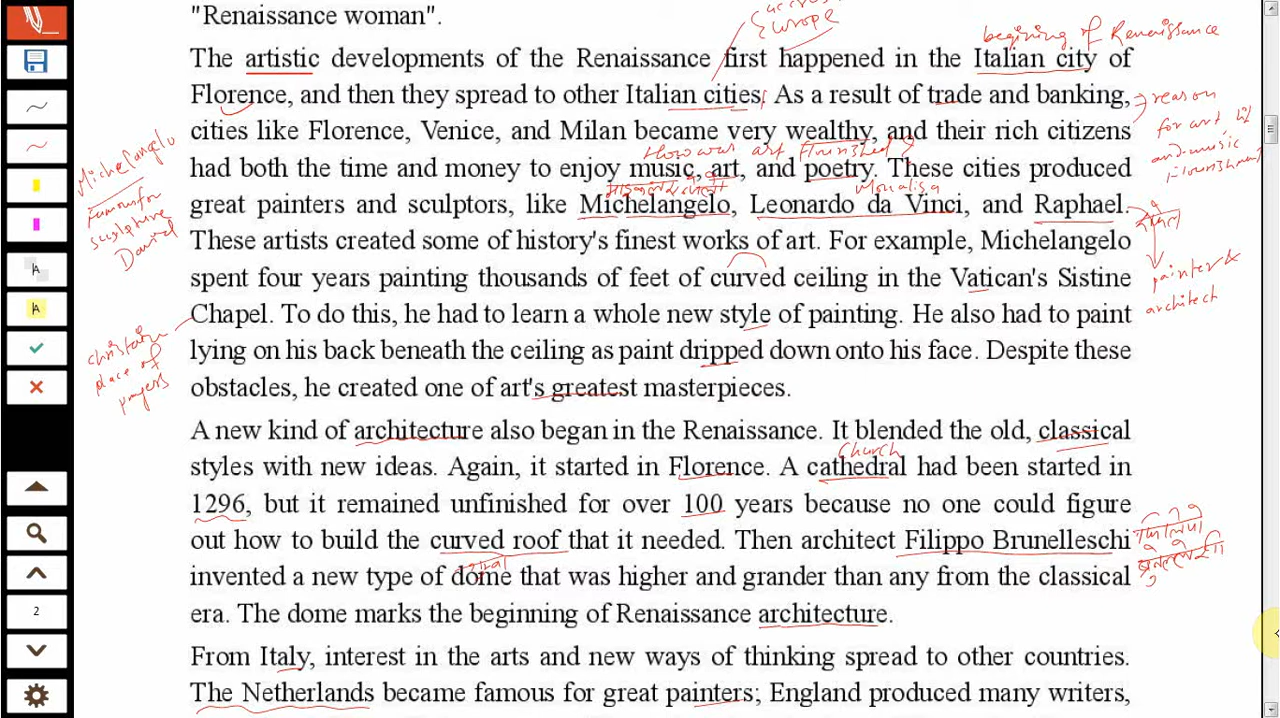 "Renaissance woman".
Europe
begining of Renaissance
The artistic developments of the Renaissance first happened in the Italian city of
Florence, and then they spread to other Italian cities. As a result of trade and banking,
reason
for art
and music
Flourishment
cities like Florence, Venice, and Milan became very wealthy, and their rich citizens
How was art Flurished ?
had both the time and money to enjoy music, art, and poetry. These cities produced
Monalisa
great painters and sculptors, like Michelangelo, Leonardo da Vinci, and Raphael.
Michelangelo
Famous for
sculpture
David
painter &
architech
These artists created some of history's finest works of art. For example, Michelangelo
spent four years painting thousands of feet of curved ceiling in the Vatican's Sistine
Chapel. To do this, he had to learn a whole new style of painting. He also had to paint
christain
place of
prayers
lying on his back beneath the ceiling as paint dripped down onto his face. Despite these
obstacles, he created one of art's greatest masterpieces.
A new kind of architecture also began in the Renaissance. It blended the old, classical
church
styles with new ideas. Again, it started in Florence. A cathedral had been started in
1296, but it remained unfinished for over 100 years because no one could figure
out how to build the curved roof that it needed. Then architect Filippo Brunelleschi
invented a new type of dome that was higher and grander than any from the classical
era. The dome marks the beginning of Renaissance architecture.
From Italy, interest in the arts and new ways of thinking spread to other countries.
The Netherlands became famous for great painters; England produced many writers,
A
A
2